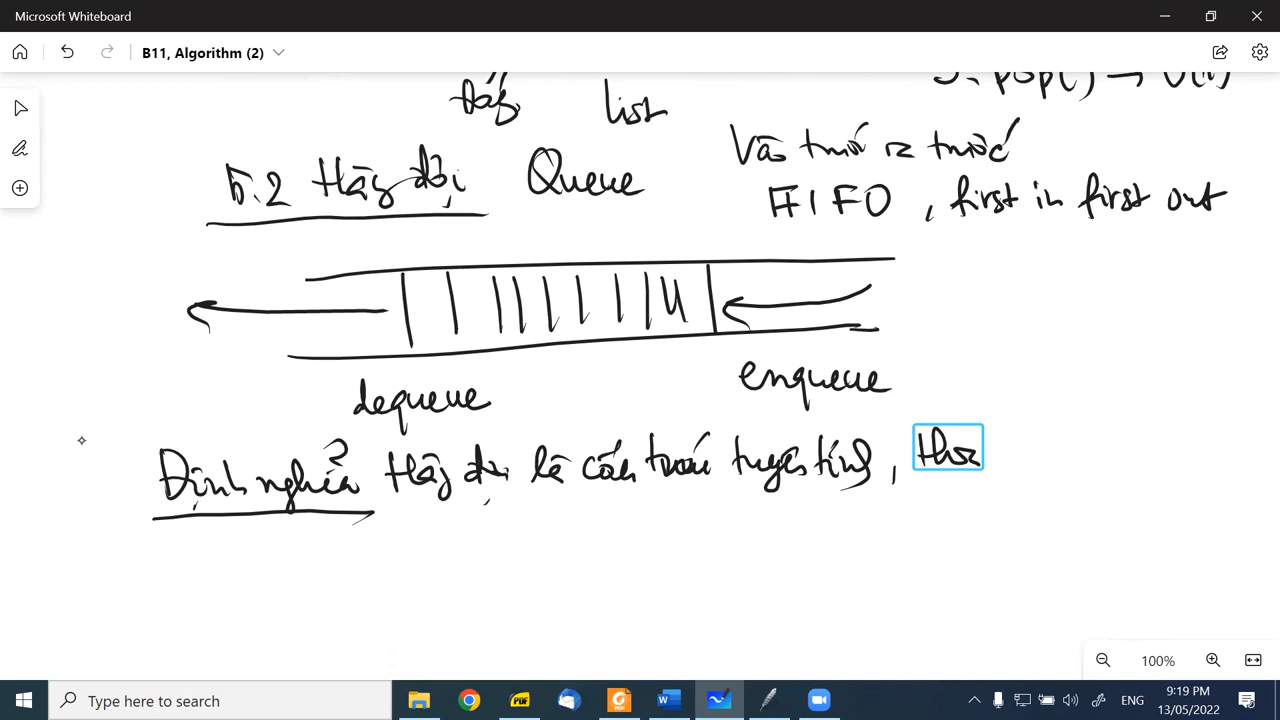 Microsoft Whiteboard
B11, Algorithm (2)
list
5.2 Hàng đợi Queue
Vào trước ra trước
FIFO, first in first out
dequeue
enqueue
Định nghĩa Hàng đợi là cấu trúc tuyến tính, thoả
100%
Type here to search
ENG
9:19 PM
13/05/2022